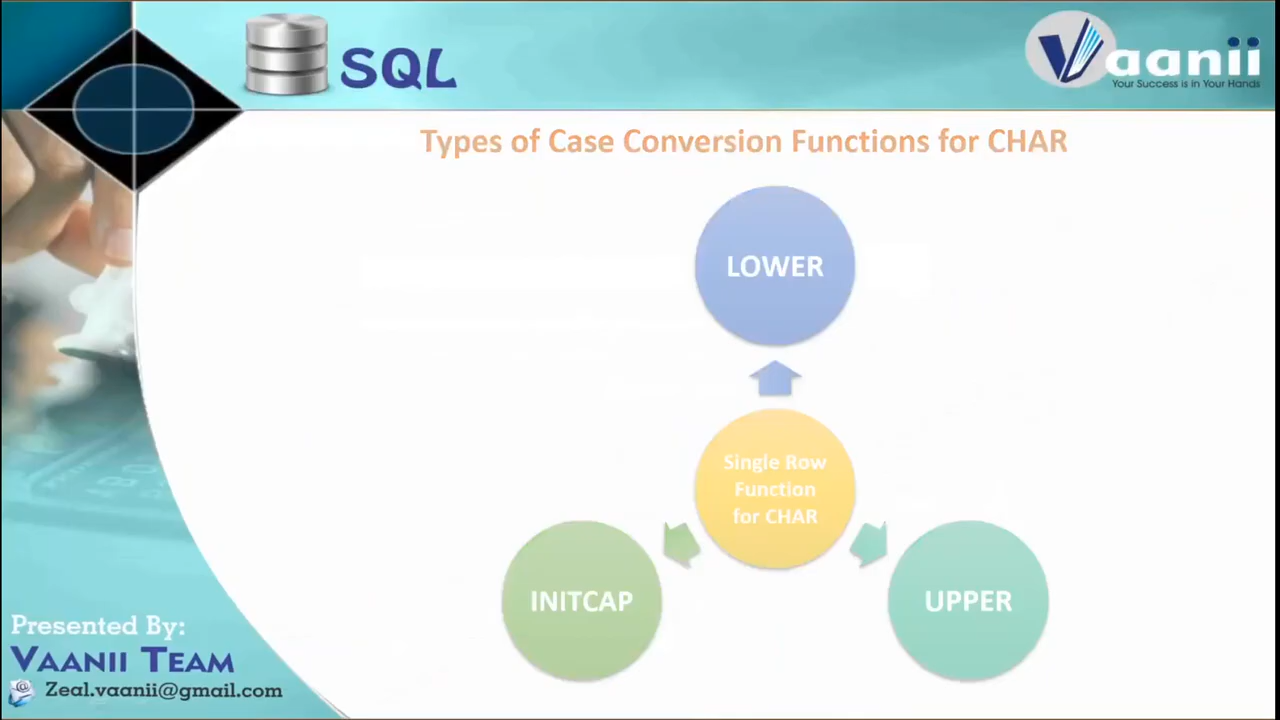 SQL
Vaanii
Your Success is in Your Hands
Types of Case Conversion Functions for CHAR
LOWER
Single Row
Function
for CHAR
INITCAP
UPPER
Presented By:
VAANII TEAM
Zeal.vaanii@gmail.com